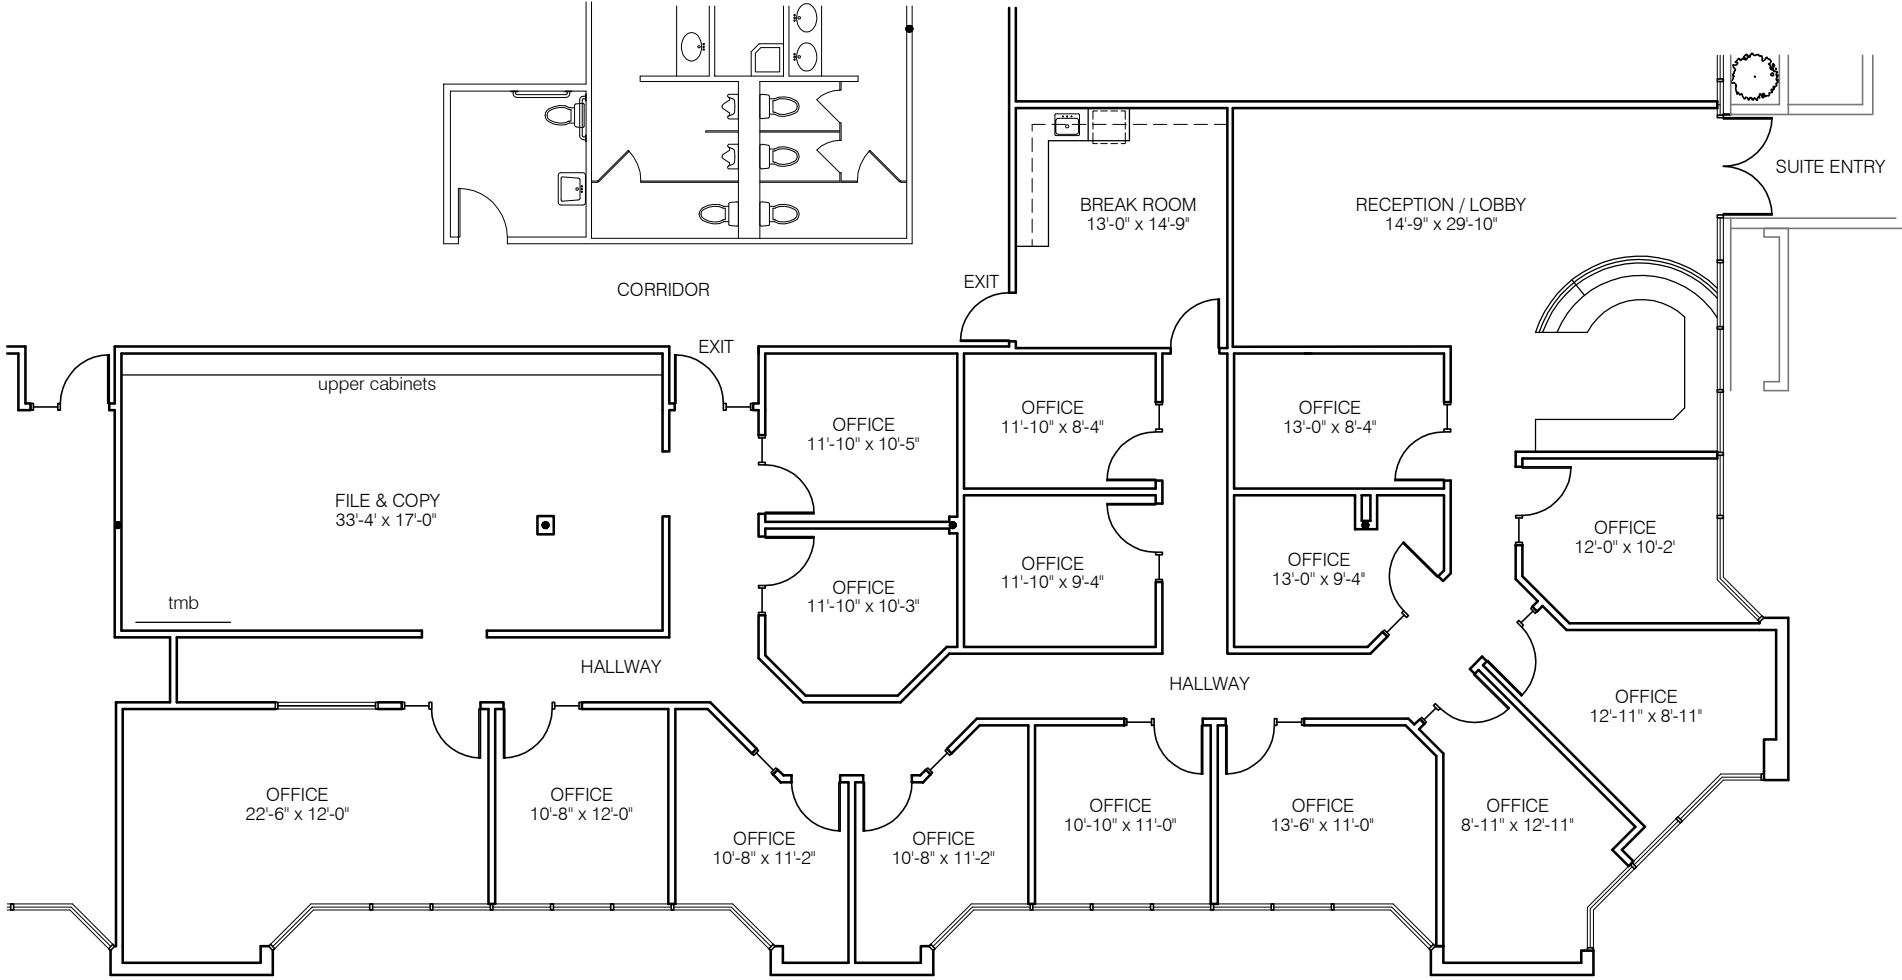 SUITE ENTRY
BREAK ROOM
13'-0" x 14'-9"
RECEPTION / LOBBY
14'-9" x 29'-10"
CORRIDOR
EXIT
EXIT
upper cabinets
OFFICE
11'-10" x 10'-5"
OFFICE
11'-10" x 8'-4"
OFFICE
13'-0" x 8'-4"
FILE & COPY
33'-4' x 17'-0"
OFFICE
12'-0" x 10'-2'
OFFICE
11'-10" x 9'-4"
OFFICE
13'-0" x 9'-4"
OFFICE
11'-10" x 10'-3"
tmb
HALLWAY
HALLWAY
OFFICE
12'-11" x 8'-11"
OFFICE
22'-6" x 12'-0"
OFFICE
10'-8" x 12'-0"
OFFICE
10'-8" x 11'-2"
OFFICE
10'-8" x 11'-2"
OFFICE
10'-10" x 11'-0"
OFFICE
13'-6" x 11'-0"
OFFICE
8'-11" x 12'-11"